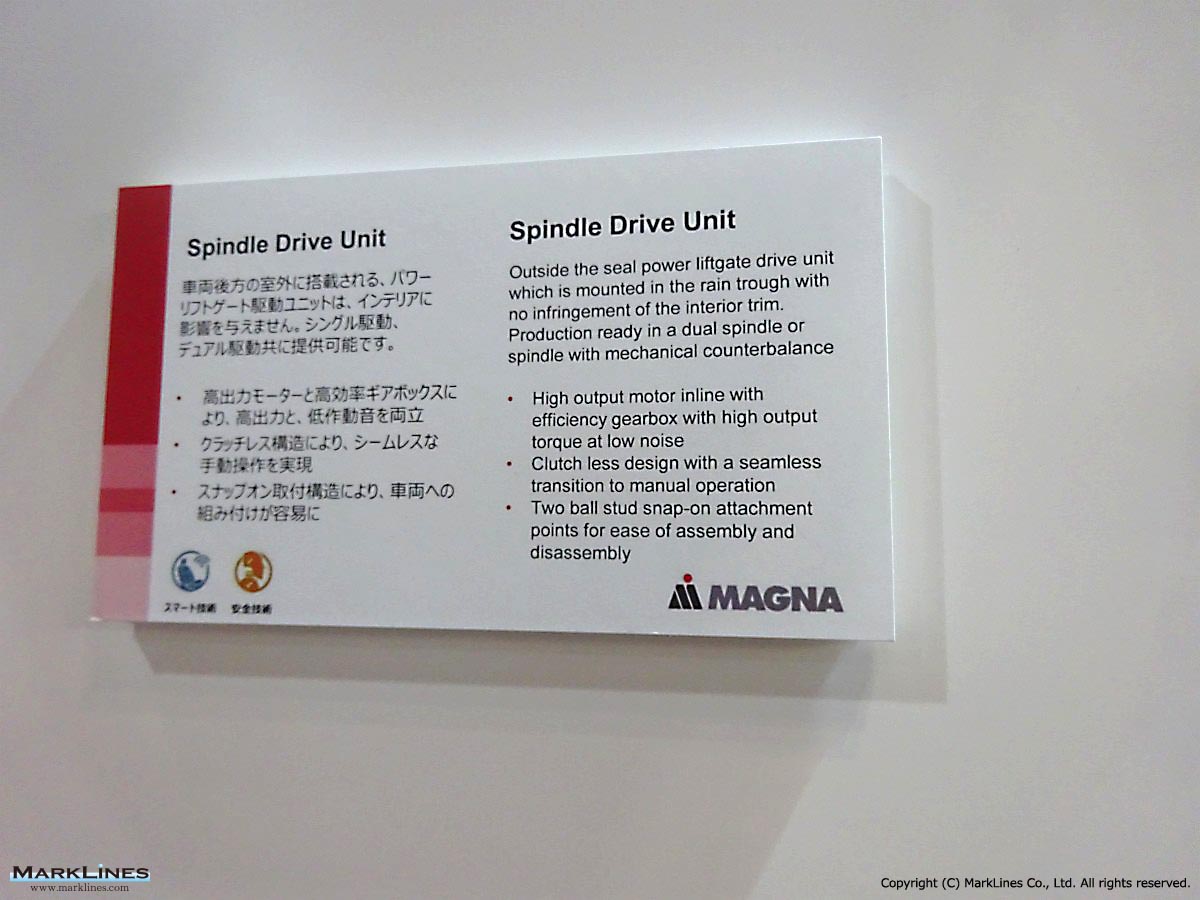 Spindle Drive Unit
車両後方の室外に搭載される、パワー
リフトゲート駆動ユニットは、インテリアに
影響を与えません。シングル駆動、
デュアル駆動共に提供可能です。
• 高出力モーターと高効率ギアボックスに
より、高出力と、低作動音を両立
• クラッチレス構造により、シームレスな
手動操作を実現
• スナップオン取付構造により、車両への
組み付けが容易に
スマート技術
安全技術
Spindle Drive Unit
Outside the seal power liftgate drive unit
which is mounted in the rain trough with
no infringement of the interior trim.
Production ready in a dual spindle or
spindle with mechanical counterbalance
• High output motor inline with
efficiency gearbox with high output
torque at low noise
• Clutch less design with a seamless
transition to manual operation
• Two ball stud snap-on attachment
points for ease of assembly and
disassembly
MAGNA
MARKLINES
www.marklines.com
Copyright (C) MarkLines Co., Ltd. All rights reserved.